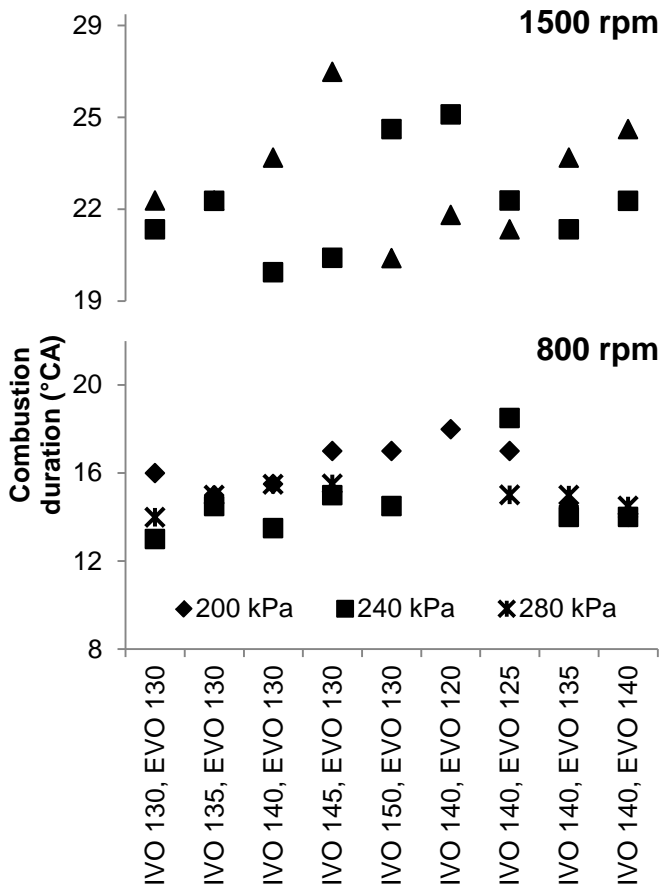 1500 rpm
29
25
22
19
800 rpm
Combustion
duration (°CA)
20
16
12
8
200 kPa 240 kPa 280 kPa
IVO 130, EVO 130
IVO 135, EVO 130
IVO 140, EVO 130
IVO 145, EVO 130
IVO 150, EVO 130
IVO 140, EVO 120
IVO 140, EVO 125
IVO 140, EVO 135
IVO 140, EVO 140